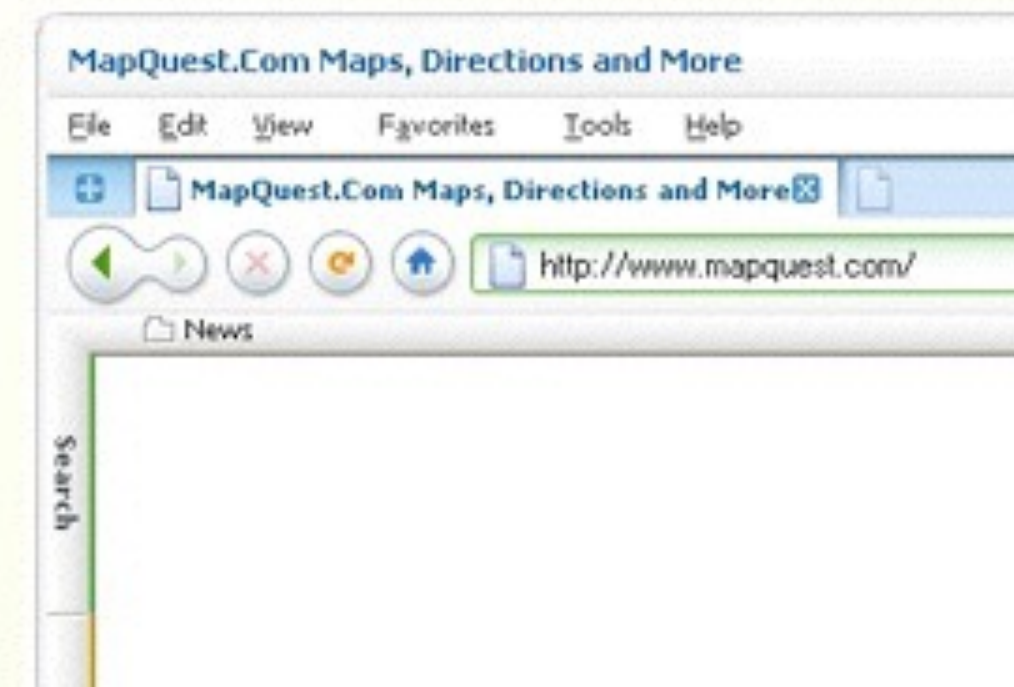 MapQuest.Com Maps, Directions and More
File Edit View Favorites Tools Help
MapQuest.Com Maps, Directions and More
http://www.mapquest.com/
News
Search